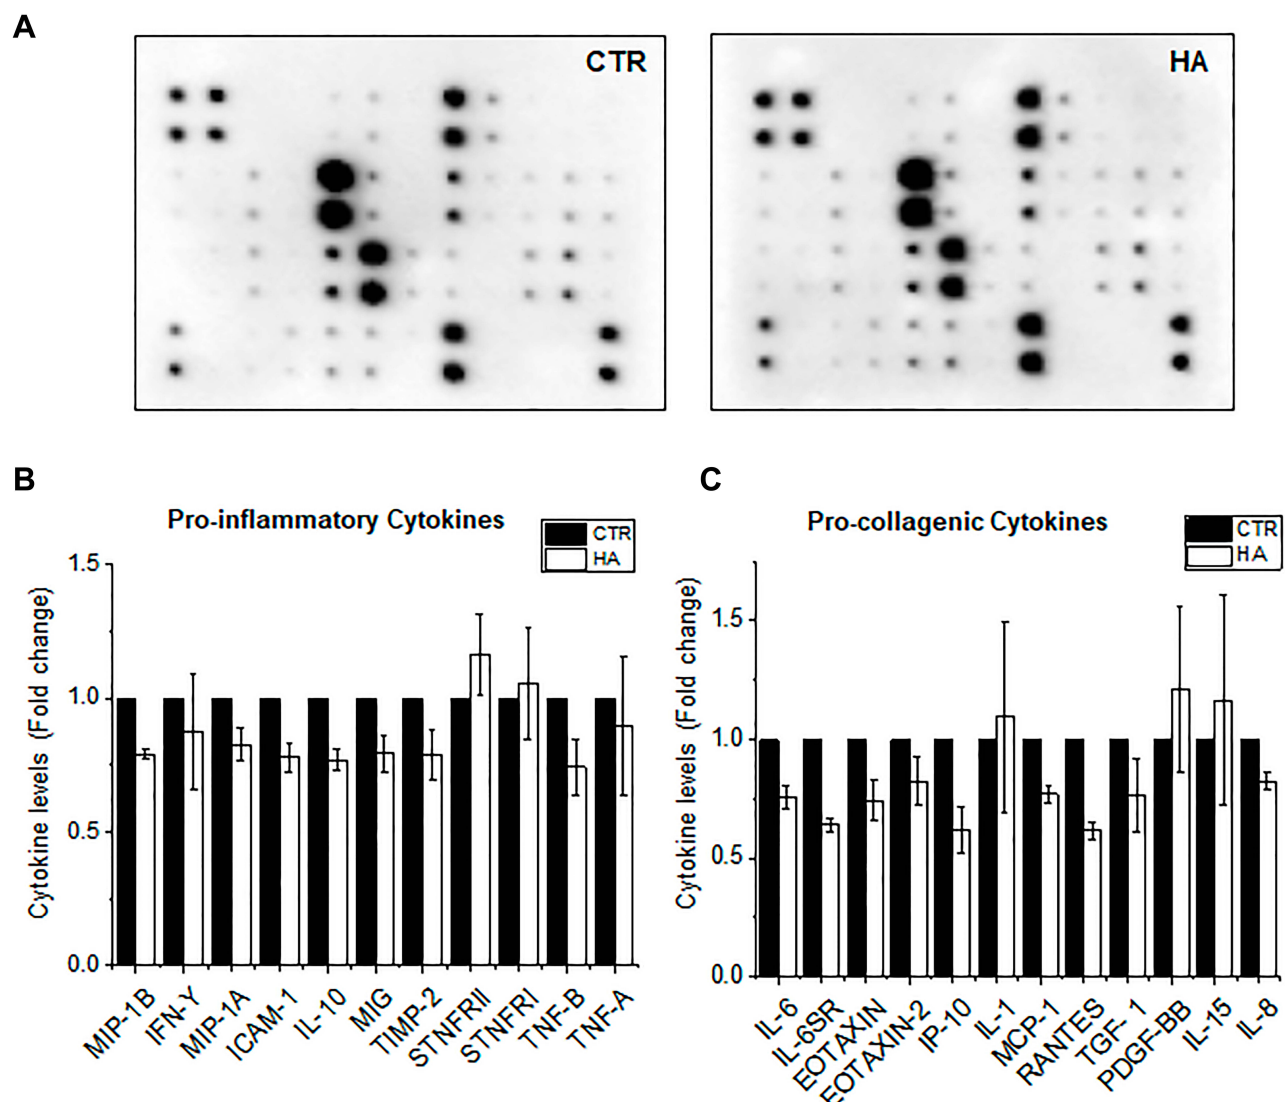 A
CTR
HA
B
Pro-inflammatory Cytokines
CTR
HA
Cytokine levels (Fold change)
1.5
1.0
0.5
0.0
MIP-1B
IFN-Y
MIP-1A
ICAM-1
IL-10
MIG
TIMP-2
STNFRII
STNFRI
TNF-B
TNF-A
C
Pro-collagenic Cytokines
CTR
HA
Cytokine levels (Fold change)
1.5
1.0
0.5
0.0
IL-6
IL-6SR
EOTAXIN
EOTAXIN-2
IP-10
IL-1
MCP-1
RANTES
TGF- 1
PDGF-BB
IL-15
IL-8